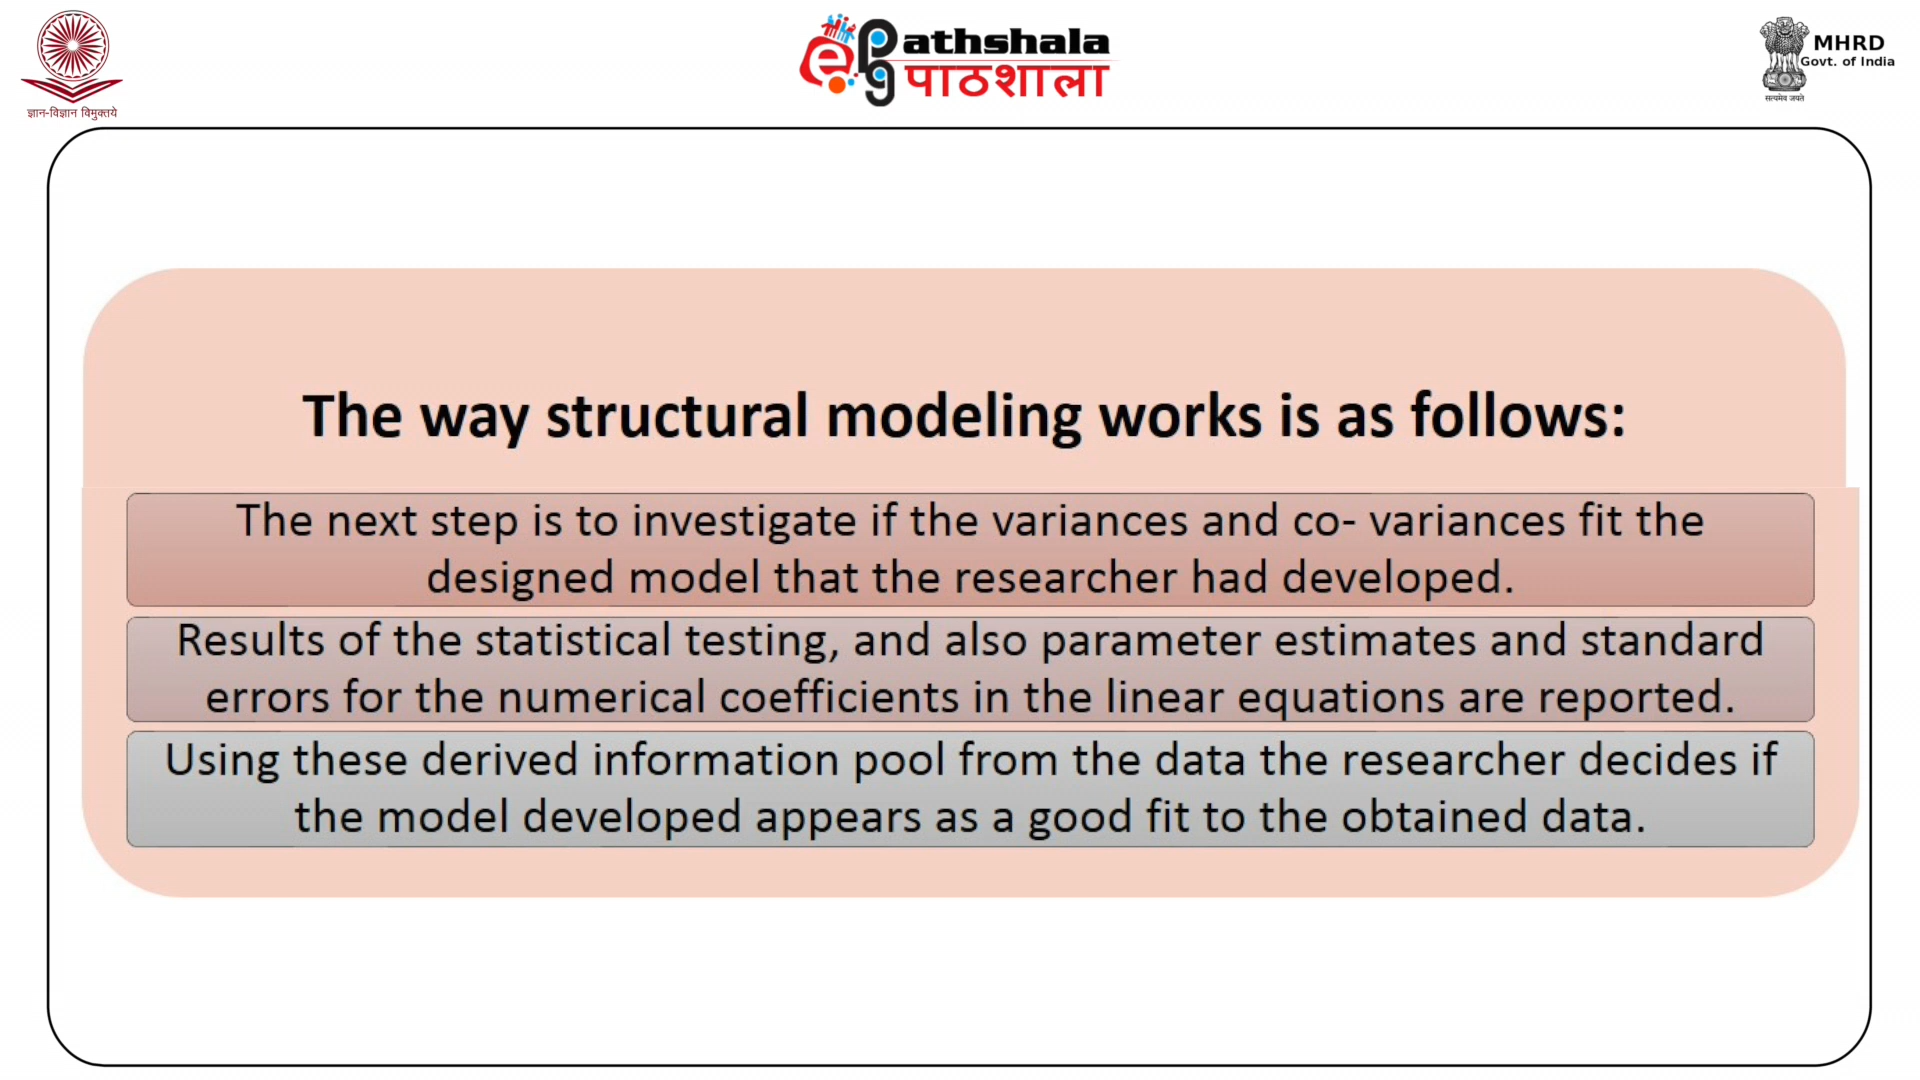 ज्ञान-विज्ञान विमुक्तये
e pg athshala
पाठशाला
MHRD
Govt. of India
सत्यमेव जयते
The way structural modeling works is as follows:
The next step is to investigate if the variances and co- variances fit the
designed model that the researcher had developed.
Results of the statistical testing, and also parameter estimates and standard
errors for the numerical coefficients in the linear equations are reported.
Using these derived information pool from the data the researcher decides if
the model developed appears as a good fit to the obtained data.